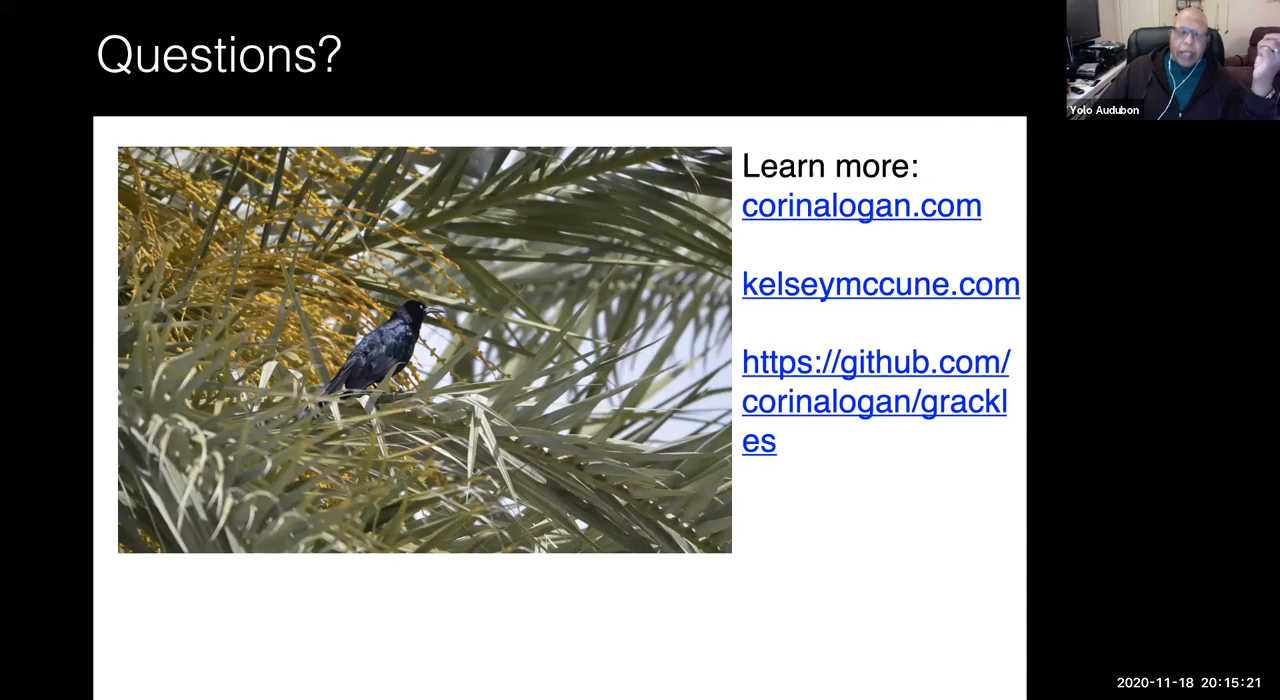 Questions?
Yolo Audubon
Learn more:
corinalogan.com
kelseymccune.com
https://github.com/
corinalogan/grackl
es
2020-11-18 20:15:21